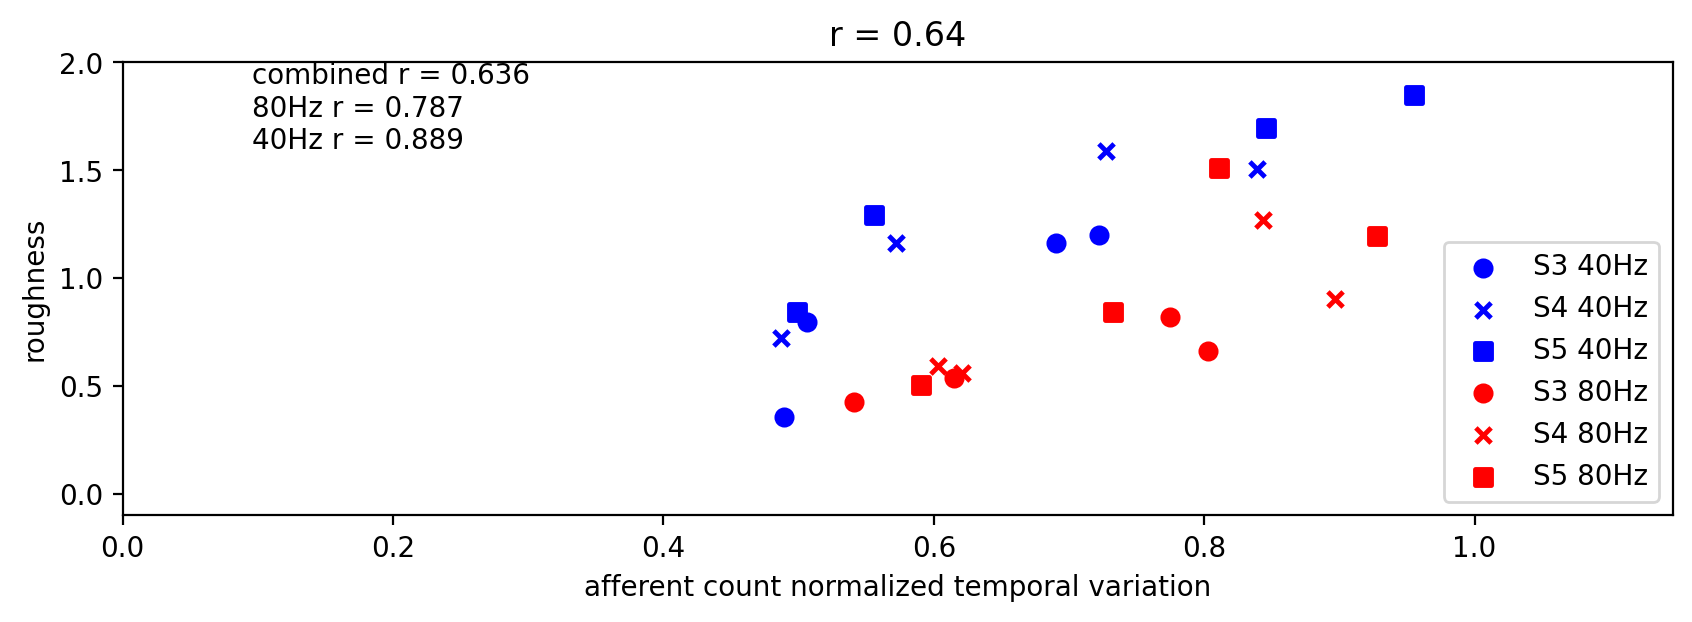 r = 0.64
combined r = 0.636
80Hz r = 0.787
40Hz r = 0.889
2.0
1.5
1.0
0.5
0.0
roughness
S3 40Hz
S4 40Hz
S5 40Hz
S3 80Hz
S4 80Hz
S5 80Hz
0.0 0.2 0.4 0.6 0.8 1.0
afferent count normalized temporal variation